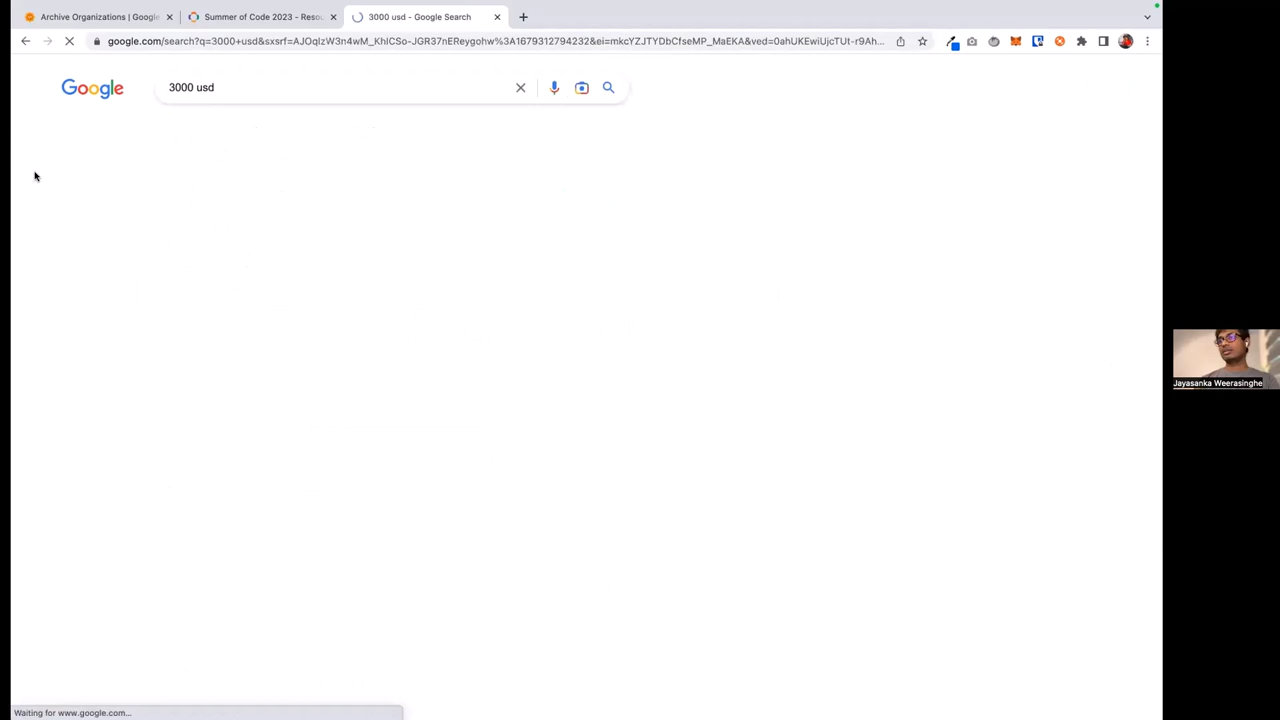 Archive Organizations | Google
Summer of Code 2023 - Resou
3000 usd - Google Search
google.com/search?q=3000+usd&sxsrf=AJOqlzW3n4wM_KhICSo-JGR37nEReygohw%3A1679312794232&ei=mkcYZJTYDbCfseMP_MaEKA&ved=0ahUKEwiUjcTUt-r9Ah...
Google
3000 usd
Jayasanka Weerasinghe
Waiting for www.google.com...